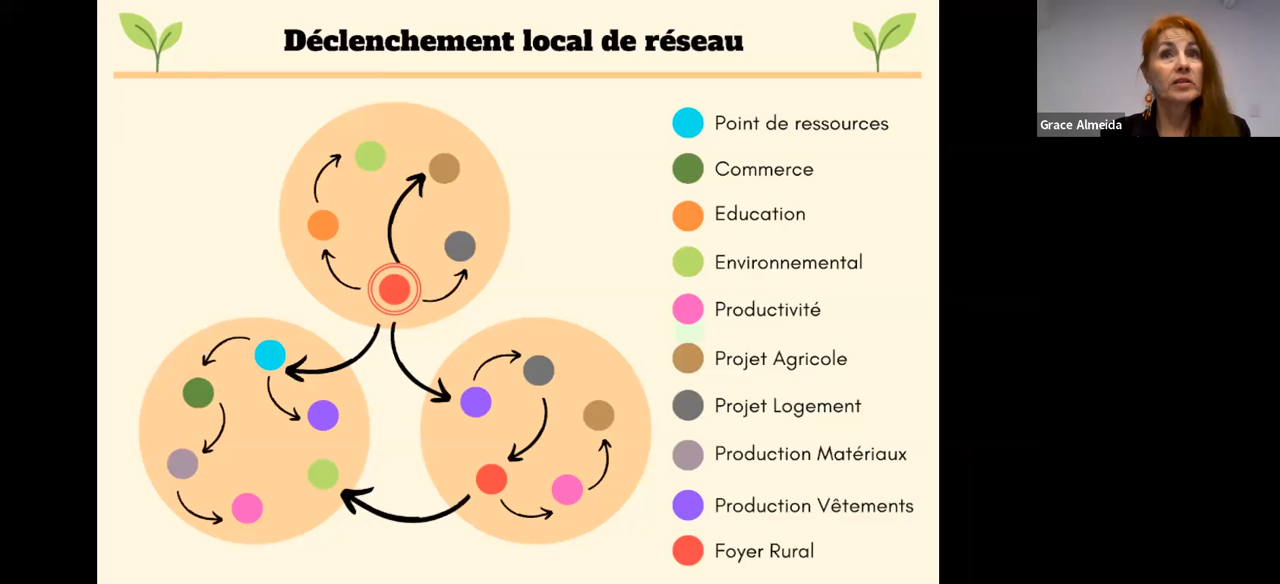 Déclenchement local de réseau
Grace Almeida
Point de ressources
Commerce
Education
Environnemental
Productivité
Projet Agricole
Projet Logement
Production Matériaux
Production Vêtements
Foyer Rural